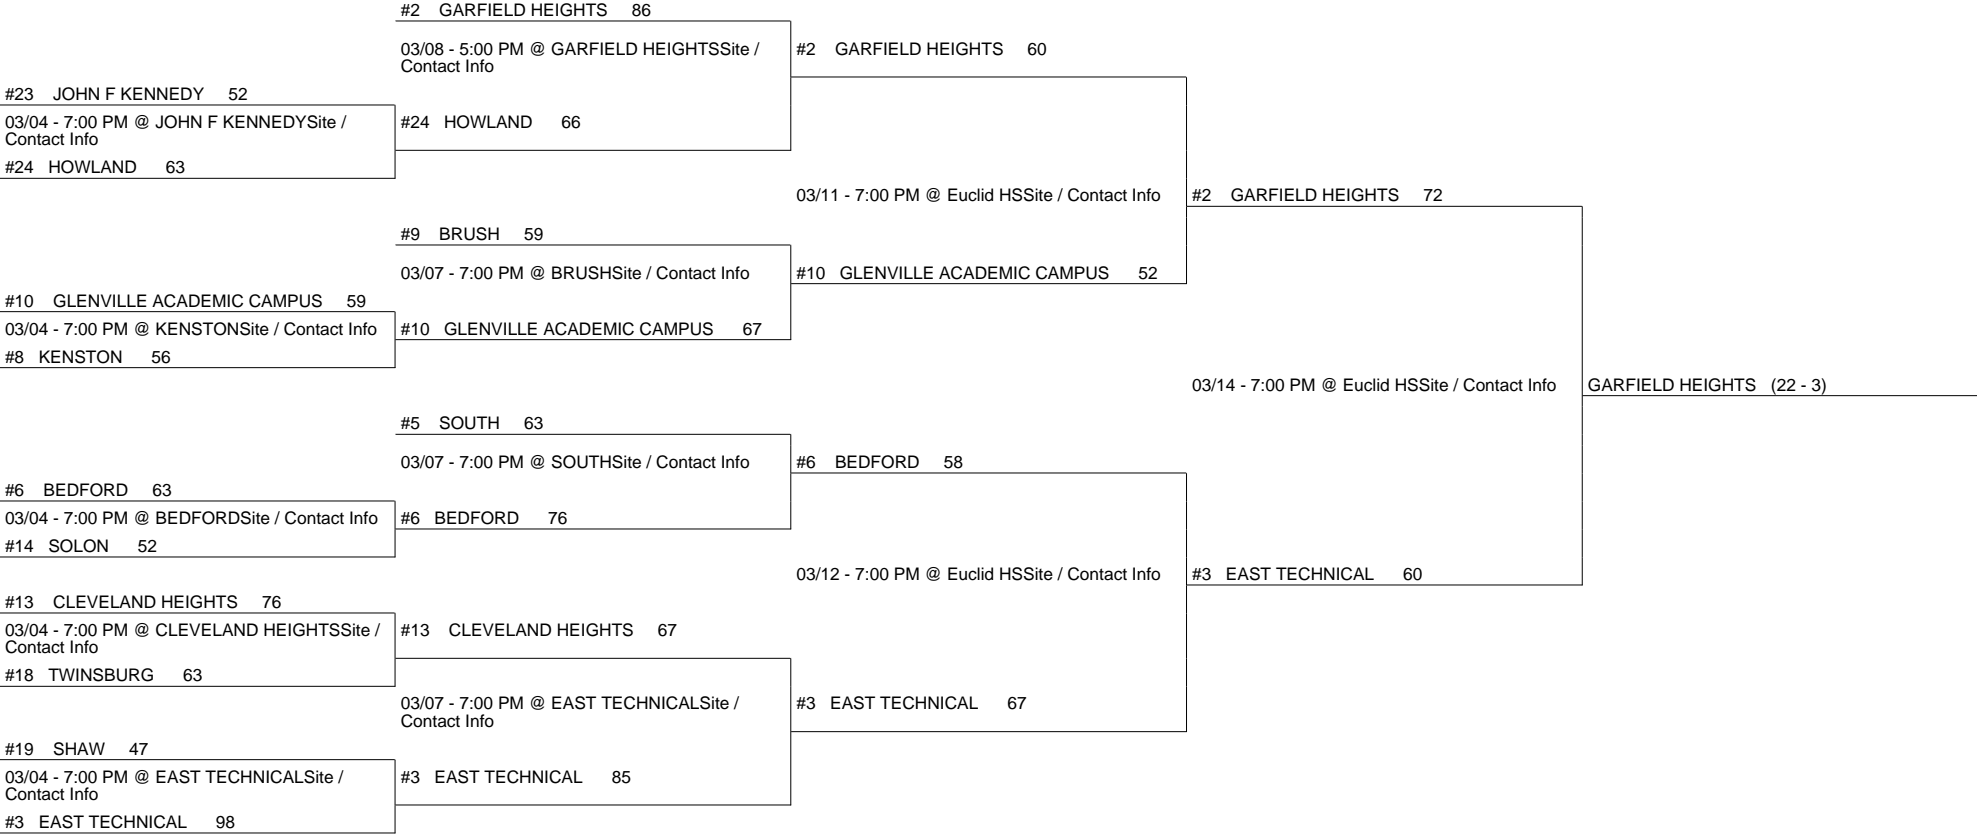 #2 GARFIELD HEIGHTS 86
03/08 - 5:00 PM @ GARFIELD HEIGHTSSite /
Contact Info
#2 GARFIELD HEIGHTS 60
#23 JOHN F KENNEDY 52
03/04 - 7:00 PM @ JOHN F KENNEDYSite /
Contact Info
#24 HOWLAND 66
#24 HOWLAND 63
03/11 - 7:00 PM @ Euclid HSSite / Contact Info
#2 GARFIELD HEIGHTS 72
#9 BRUSH 59
03/07 - 7:00 PM @ BRUSHSite / Contact Info
#10 GLENVILLE ACADEMIC CAMPUS 52
#10 GLENVILLE ACADEMIC CAMPUS 59
03/04 - 7:00 PM @ KENSTONSite / Contact Info
#10 GLENVILLE ACADEMIC CAMPUS 67
#8 KENSTON 56
03/14 - 7:00 PM @ Euclid HSSite / Contact Info
GARFIELD HEIGHTS (22 - 3)
#5 SOUTH 63
03/07 - 7:00 PM @ SOUTHSite / Contact Info
#6 BEDFORD 58
#6 BEDFORD 63
03/04 - 7:00 PM @ BEDFORDSite / Contact Info
#6 BEDFORD 76
#14 SOLON 52
03/12 - 7:00 PM @ Euclid HSSite / Contact Info
#3 EAST TECHNICAL 60
#13 CLEVELAND HEIGHTS 76
03/04 - 7:00 PM @ CLEVELAND HEIGHTSSite /
Contact Info
#13 CLEVELAND HEIGHTS 67
#18 TWINSBURG 63
03/07 - 7:00 PM @ EAST TECHNICALSite /
Contact Info
#3 EAST TECHNICAL 67
#19 SHAW 47
03/04 - 7:00 PM @ EAST TECHNICALSite /
Contact Info
#3 EAST TECHNICAL 85
#3 EAST TECHNICAL 98